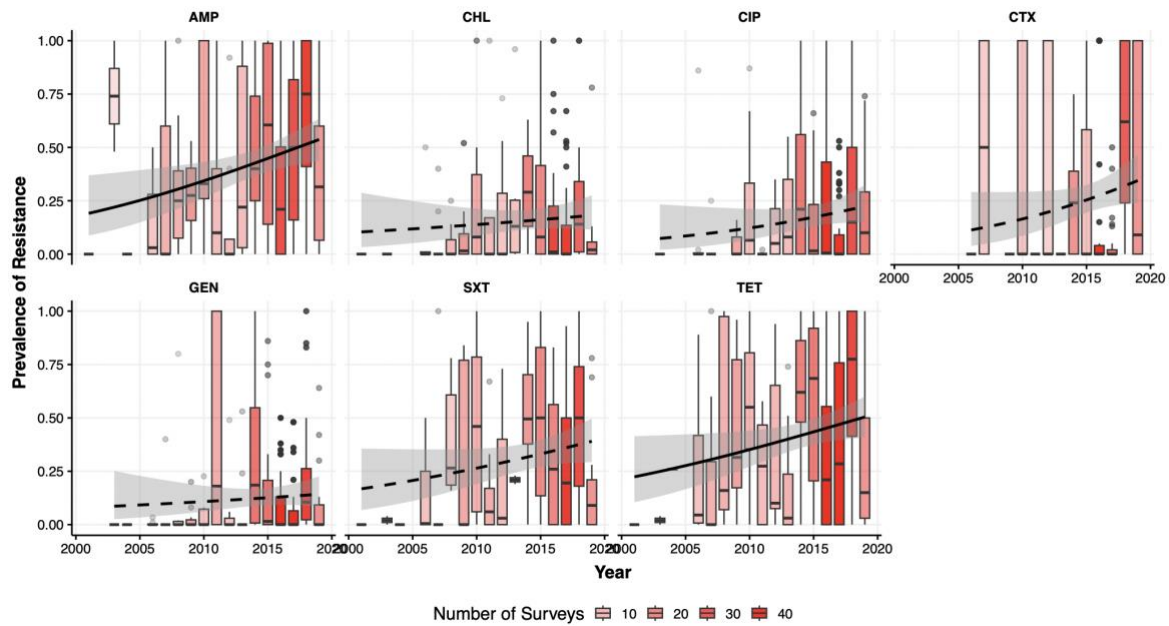 AMP CHL CIP CTX
1.00
0.75
0.50
0.25
0.00
2000 2005 2010 2015 2020
GEN SXT TET
1.00
0.75
0.50
0.25
0.00
2000 2005 2010 2015 2020 2000 2005 2010 2015 2020 2000 2005 2010 2015 2020
Prevalence of Resistance
Year
Number of Surveys 10 20 30 40